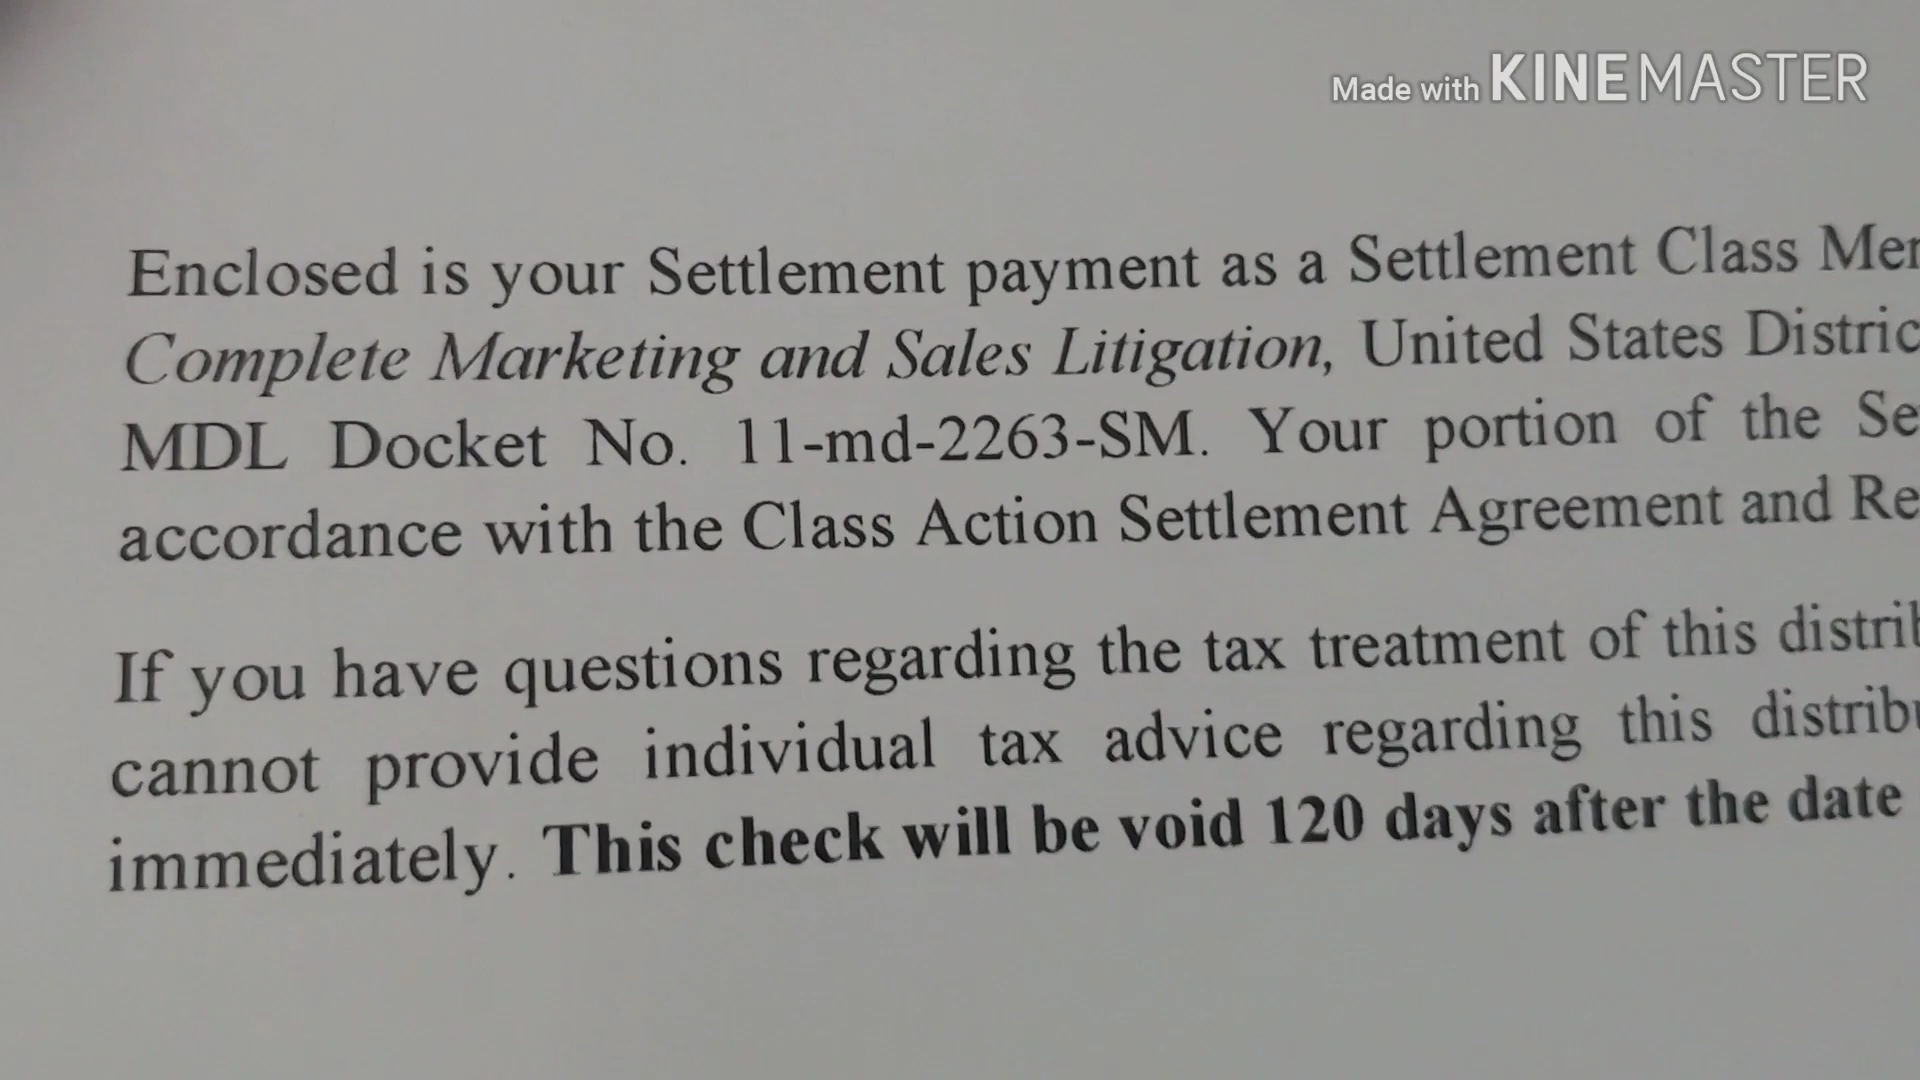 Made with KINEMASTER
Enclosed is your Settlement payment as a Settlement Class
Complete Marketing and Sales Litigation, United States
MDL Docket No. 11-md-2263-SM. Your portion of the
accordance with the Class Action Settlement Agreement and
If you have questions regarding the tax treatment of this
cannot provide individual tax advice regarding this
immediately. This check will be void 120 days after the date